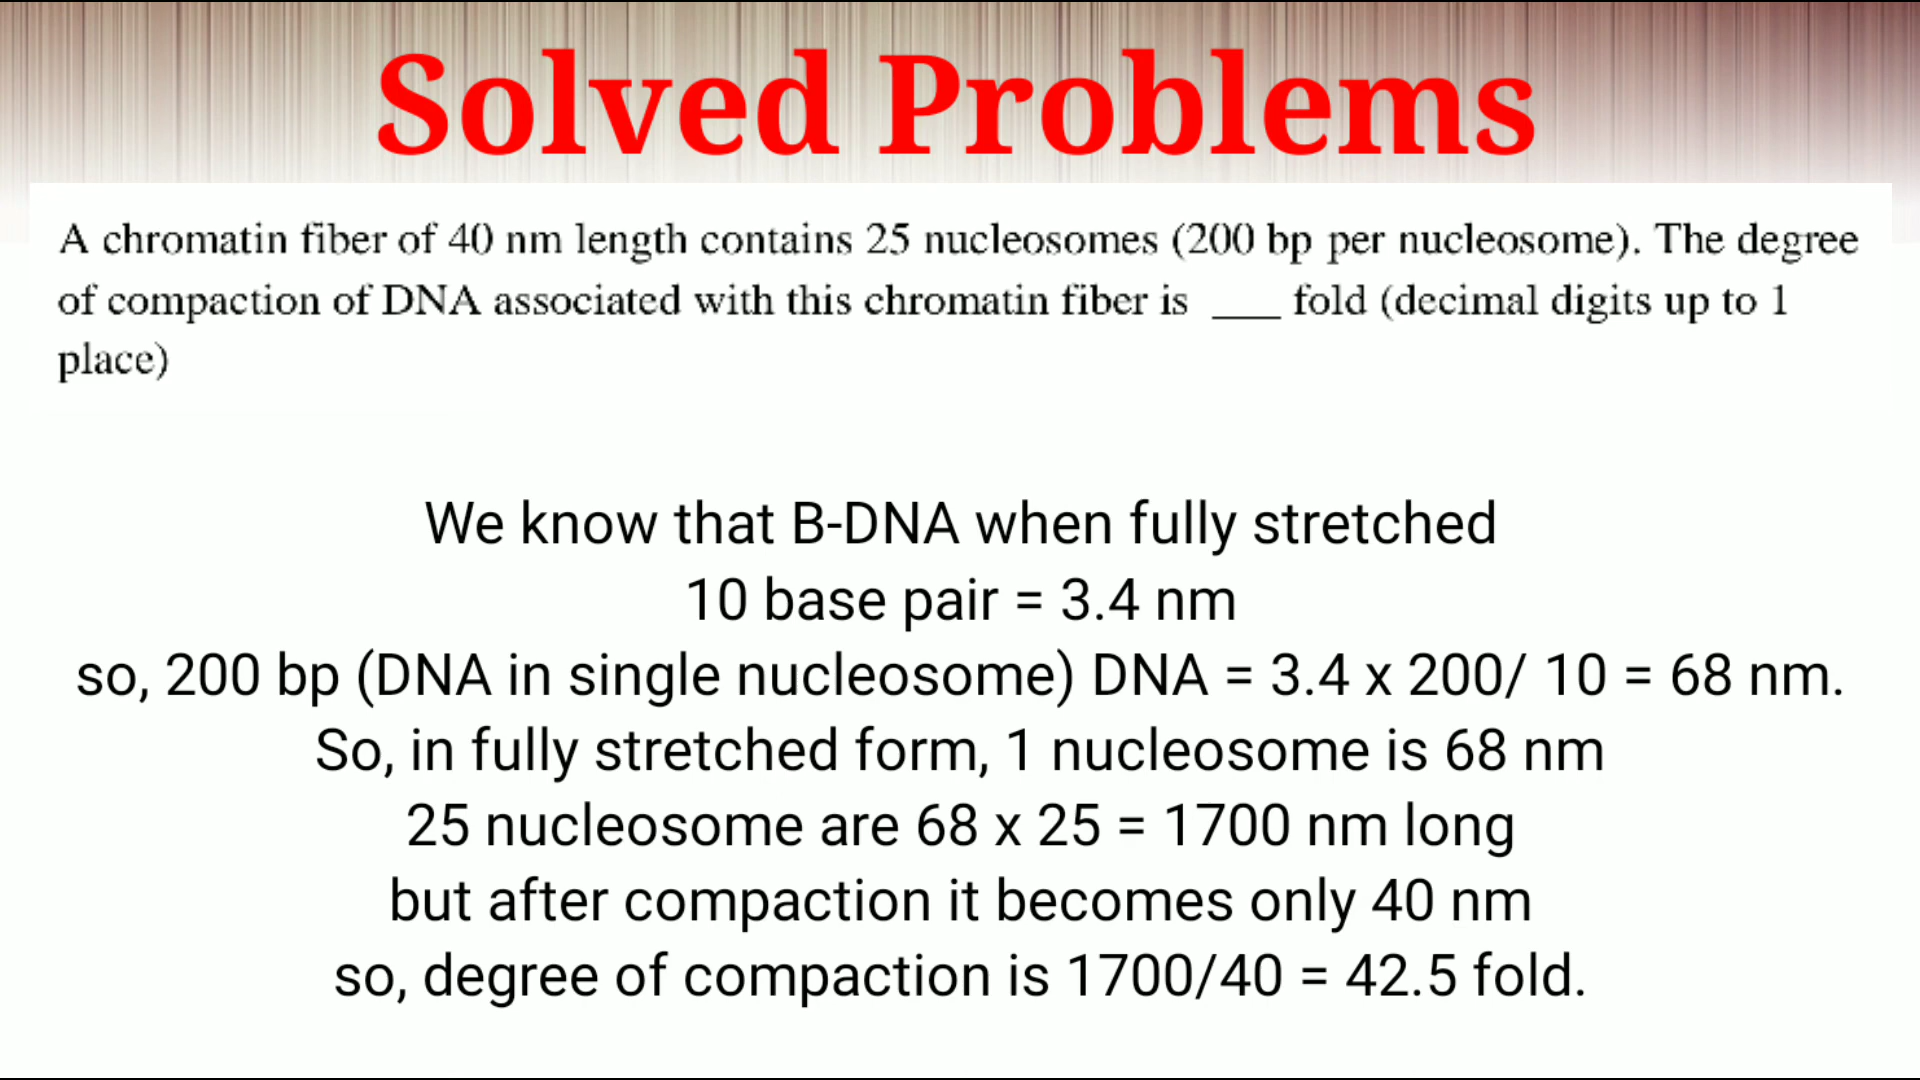 Solved Problems
A chromatin fiber of 40 nm length contains 25 nucleosomes (200 bp per nucleosome). The degree
of compaction of DNA associated with this chromatin fiber is ___ fold (decimal digits up to 1
place)
We know that B-DNA when fully stretched
10 base pair = 3.4 nm
so, 200 bp (DNA in single nucleosome) DNA = 3.4 x 200/ 10 = 68 nm.
So, in fully stretched form, 1 nucleosome is 68 nm
25 nucleosome are 68 x 25 = 1700 nm long
but after compaction it becomes only 40 nm
so, degree of compaction is 1700/40 = 42.5 fold.